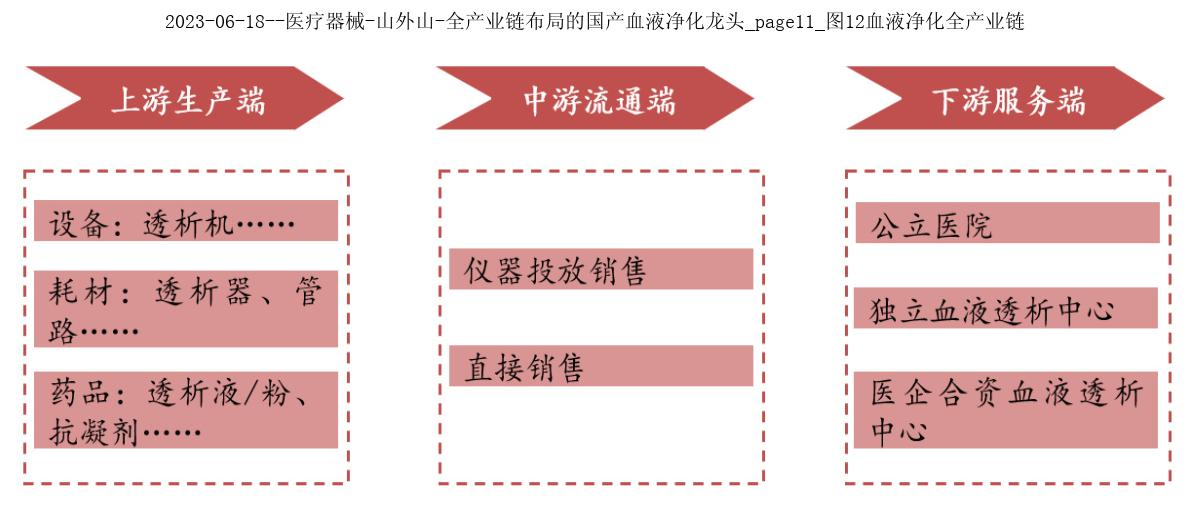 2023-06-18--医疗器械-山外山-全产业链布局的国产血液净化龙头_page11_图12血液净化全产业链
上游生产端
设备：透析机……
耗材：透析器、管
路……
药品：透析液/粉、
抗凝剂……
中游流通端
仪器投放销售
直接销售
下游服务端
公立医院
独立血液透析中心
医企合资血液透析
中心